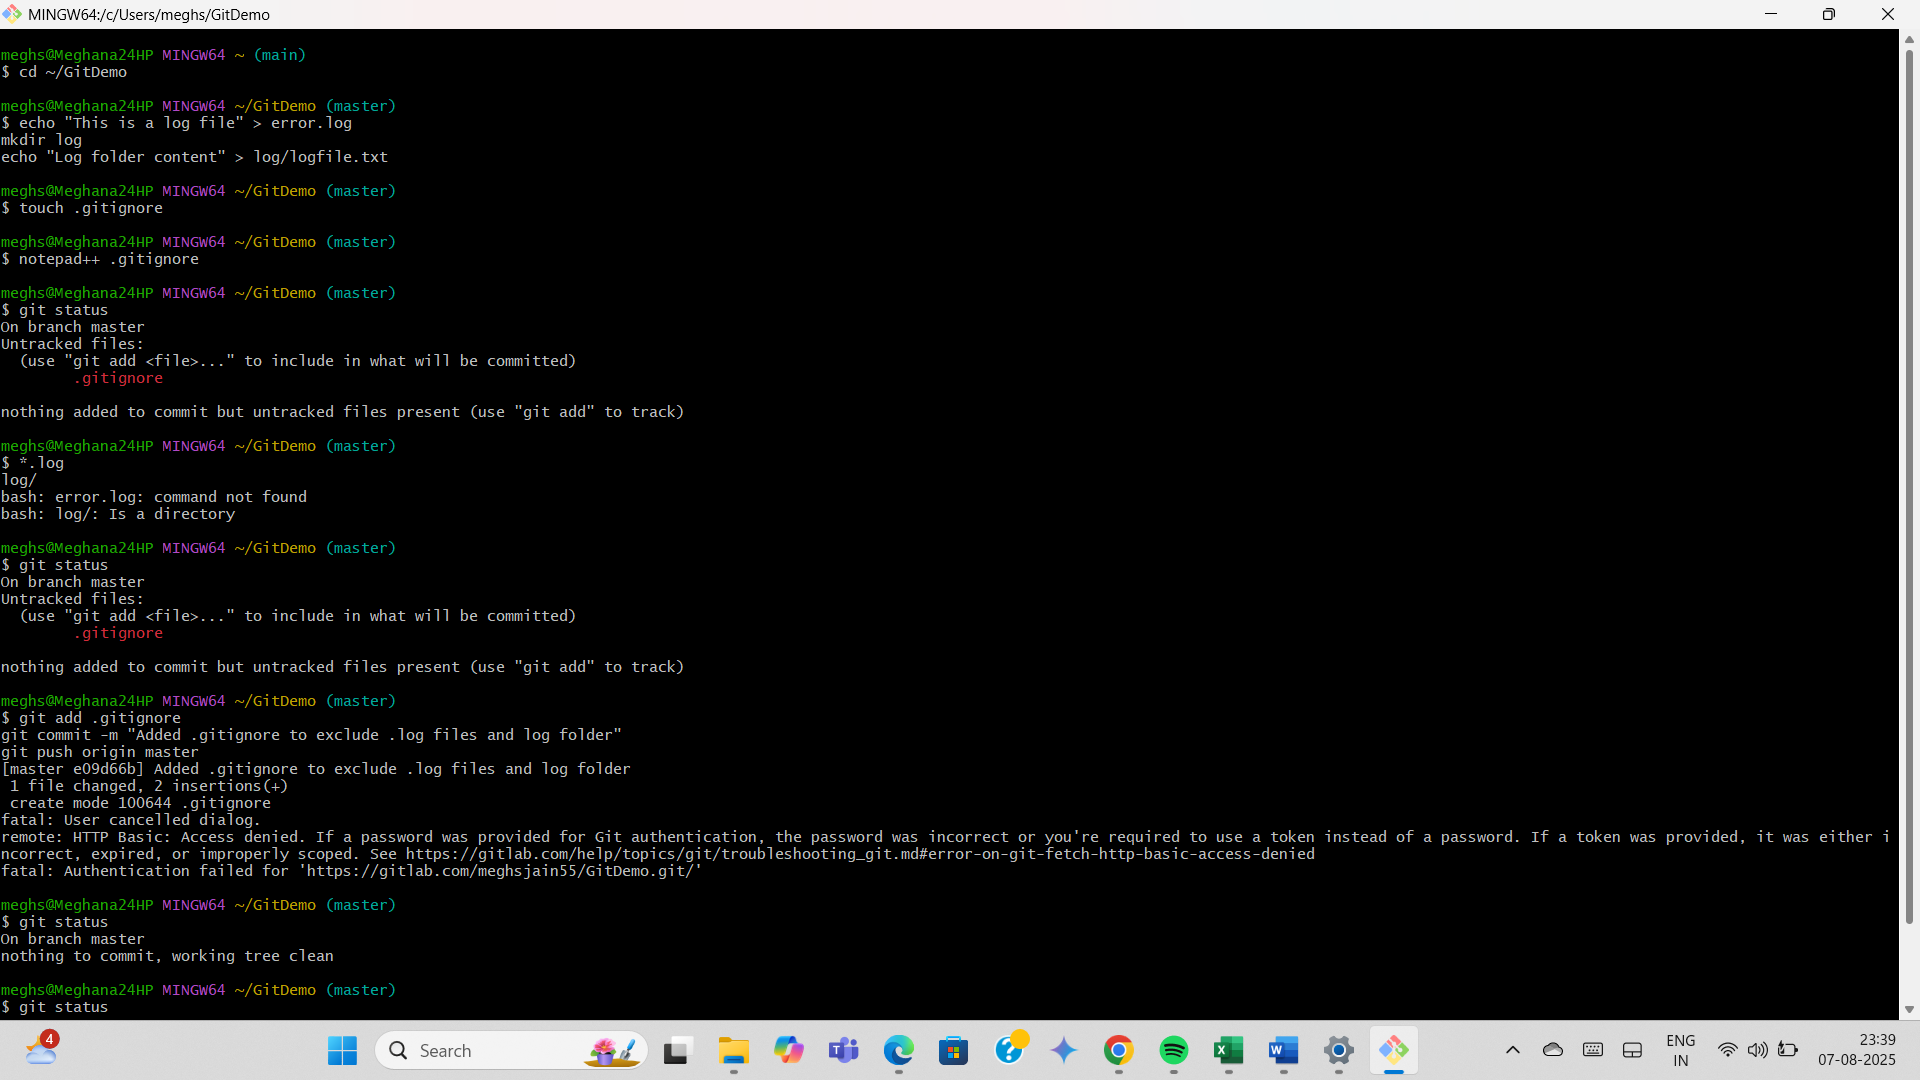 MINGW64:/c/Users/meghs/GitDemo
meghs@Meghana24HP MINGW64 ~ (main)
$ cd ~/GitDemo
meghs@Meghana24HP MINGW64 ~/GitDemo (master)
$ echo "This is a log file" > error.log
mkdir log
echo "Log folder content" > log/logfile.txt
meghs@Meghana24HP MINGW64 ~/GitDemo (master)
$ touch .gitignore
meghs@Meghana24HP MINGW64 ~/GitDemo (master)
$ notepad++ .gitignore
meghs@Meghana24HP MINGW64 ~/GitDemo (master)
$ git status
On branch master
Untracked files:
  (use "git add <file>..." to include in what will be committed)
        .gitignore
nothing added to commit but untracked files present (use "git add" to track)
meghs@Meghana24HP MINGW64 ~/GitDemo (master)
$ *.log
log/
bash: error.log: command not found
bash: log/: Is a directory
meghs@Meghana24HP MINGW64 ~/GitDemo (master)
$ git status
On branch master
Untracked files:
  (use "git add <file>..." to include in what will be committed)
        .gitignore
nothing added to commit but untracked files present (use "git add" to track)
meghs@Meghana24HP MINGW64 ~/GitDemo (master)
$ git add .gitignore
git commit -m "Added .gitignore to exclude .log files and log folder"
git push origin master
[master e09d66b] Added .gitignore to exclude .log files and log folder
 1 file changed, 2 insertions(+)
 create mode 100644 .gitignore
fatal: User cancelled dialog.
remote: HTTP Basic: Access denied. If a password was provided for Git authentication, the password was incorrect or you're required to use a token instead of a password. If a token was provided, it was either i
ncorrect, expired, or improperly scoped. See https://gitlab.com/help/topics/git/troubleshooting_git.md#error-on-git-fetch-http-basic-access-denied
fatal: Authentication failed for 'https://gitlab.com/meghsjain55/GitDemo.git/'
meghs@Meghana24HP MINGW64 ~/GitDemo (master)
$ git status
On branch master
nothing to commit, working tree clean
meghs@Meghana24HP MINGW64 ~/GitDemo (master)
$ git status
4
Search
ENG
IN
23:39
07-08-2025